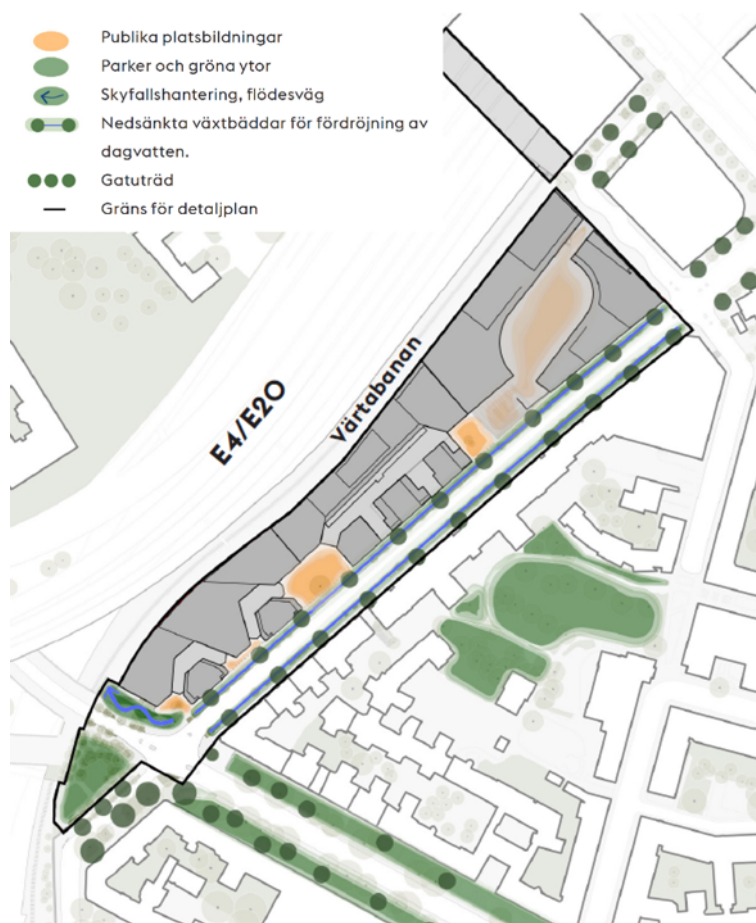 Publika platsbildningar
Parker och gröna ytor
Skyfallshantering, flödesväg
Nedsänkta växtbäddar för fördröjning av
dagvatten.
Gatuträd
Gräns för detaljplan
Värtabanan
E4/E20